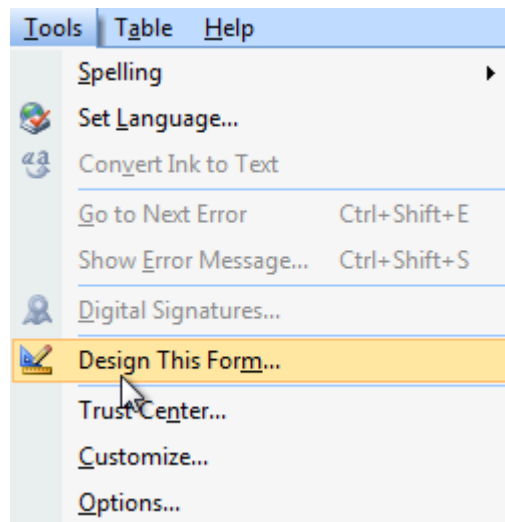 Tools Table Help
Spelling
Set Language...
Convert Ink to Text
Go to Next Error Ctrl+Shift+E
Show Error Message... Ctrl+Shift+S
Digital Signatures...
Design This Form...
Trust Center...
Customize...
Options...